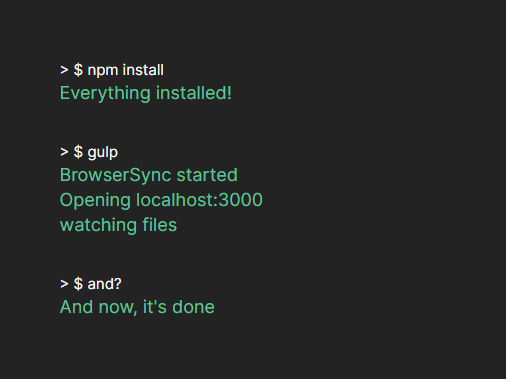 > $ npm install
Everything installed!
> $ gulp
BrowserSync started
Opening localhost:3000
watching files
> $ and?
And now, it's done